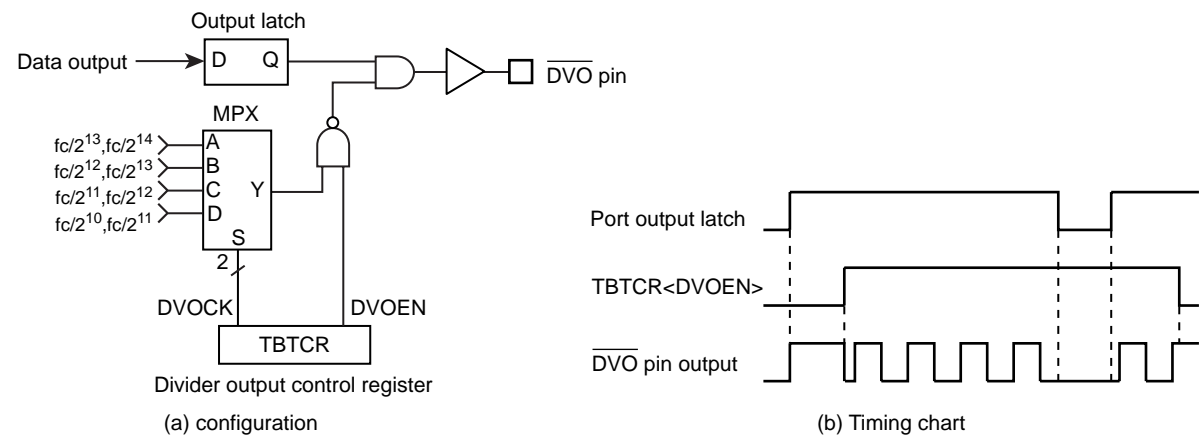 Output latch
Data output
D Q
DVO pin
MPX
fc/2^13,fc/2^14
A
fc/2^12,fc/2^13
B
fc/2^11,fc/2^12
C
Y
fc/2^10,fc/2^11
D
S
2
DVOCK
DVOEN
TBTCR
Divider output control register
(a) configuration
Port output latch
TBTCR<DVOEN>
DVO pin output
(b) Timing chart